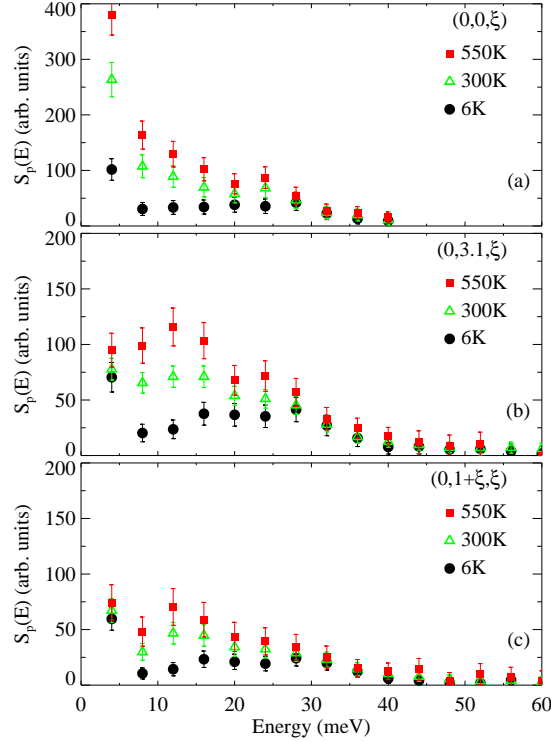 400
300
200
100
0
S_p(E) (arb. units)
(0,0,ξ)
550K
300K
6K
(a)
200
150
100
50
0
S_p(E) (arb. units)
(0,3.1,ξ)
550K
300K
6K
(b)
200
150
100
50
0
S_p(E) (arb. units)
(0,1+ξ,ξ)
550K
300K
6K
(c)
0 10 20 30 40 50 60
Energy (meV)